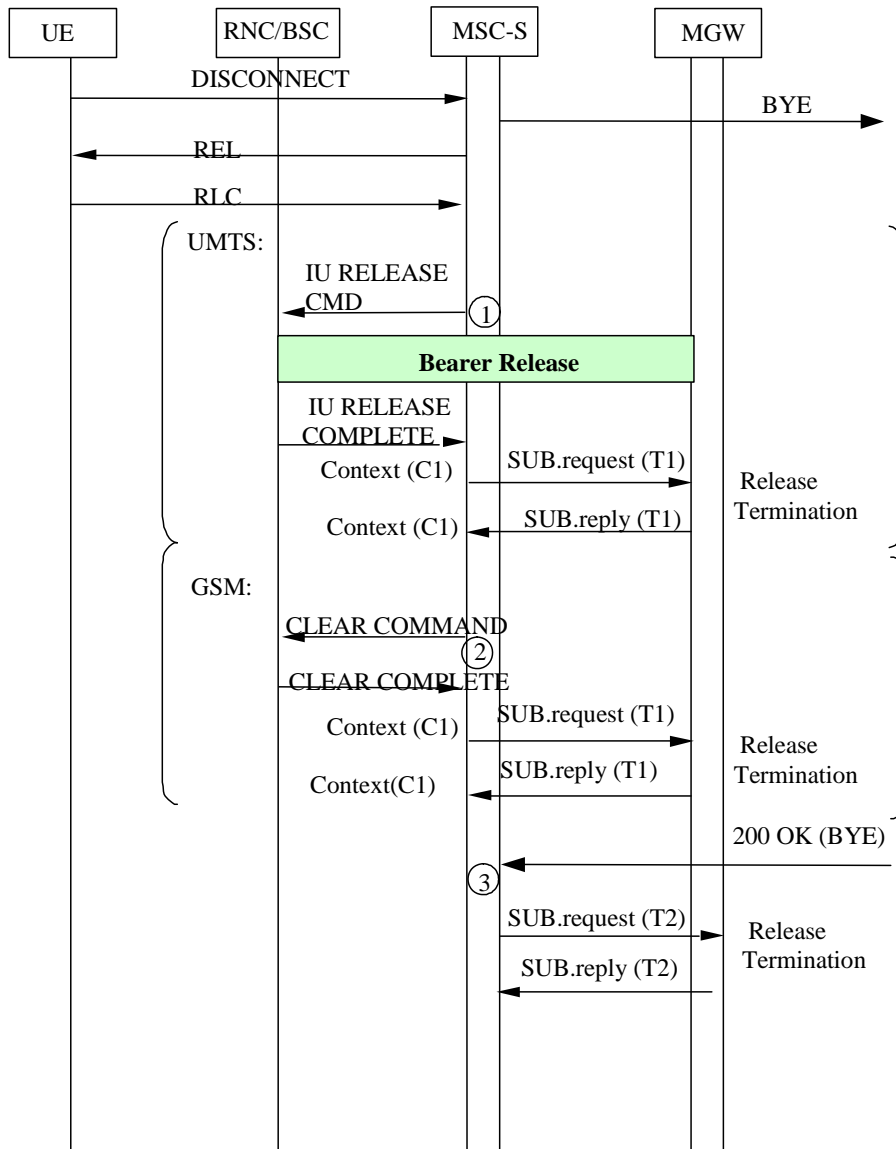 UE
RNC/BSC
MSC-S
MGW
DISCONNECT
BYE
REL
RLC
UMTS:
IU RELEASE
CMD
1
Bearer Release
IU RELEASE
COMPLETE
Context (C1)
SUB.request (T1)
Release
Termination
Context (C1)
SUB.reply (T1)
GSM:
CLEAR COMMAND
2
CLEAR COMPLETE
Context (C1)
SUB.request (T1)
Release
Termination
Context(C1)
SUB.reply (T1)
200 OK (BYE)
3
SUB.request (T2)
Release
Termination
SUB.reply (T2)